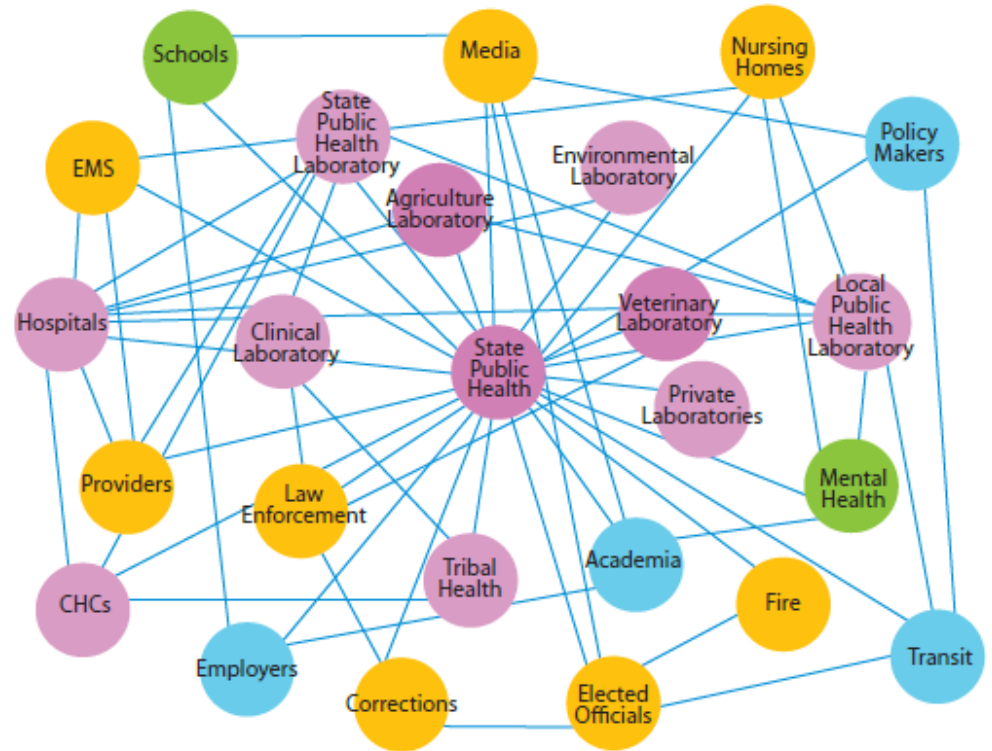 Schools
Media
Nursing
Homes
State
Public
Health
Laboratory
Policy
Makers
EMS
Environmental
Laboratory
Agriculture
Laboratory
Hospitals
Clinical
Laboratory
Veterinary
Laboratory
Local
Public
Health
Laboratory
State
Public
Health
Private
Laboratories
Providers
Law
Enforcement
Mental
Health
CHCs
Tribal
Health
Academia
Fire
Employers
Corrections
Elected
Officials
Transit